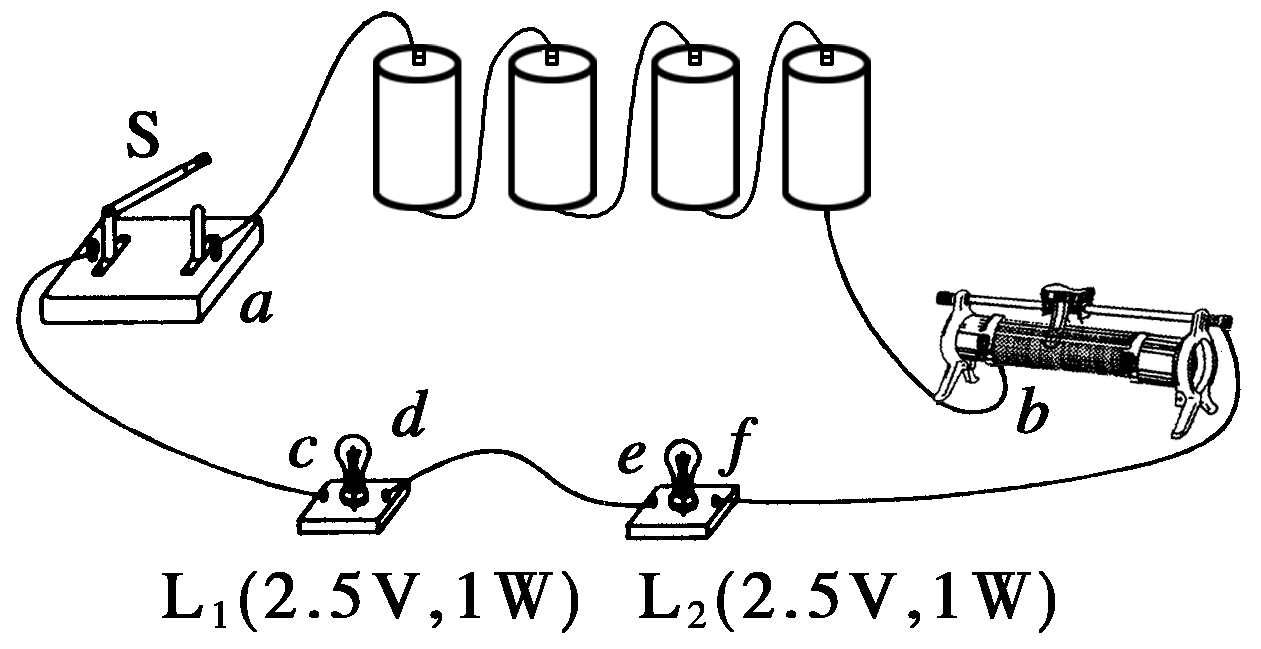 S
a
b
c d e f
L₁(2.5V,1W) L₂(2.5V,1W)